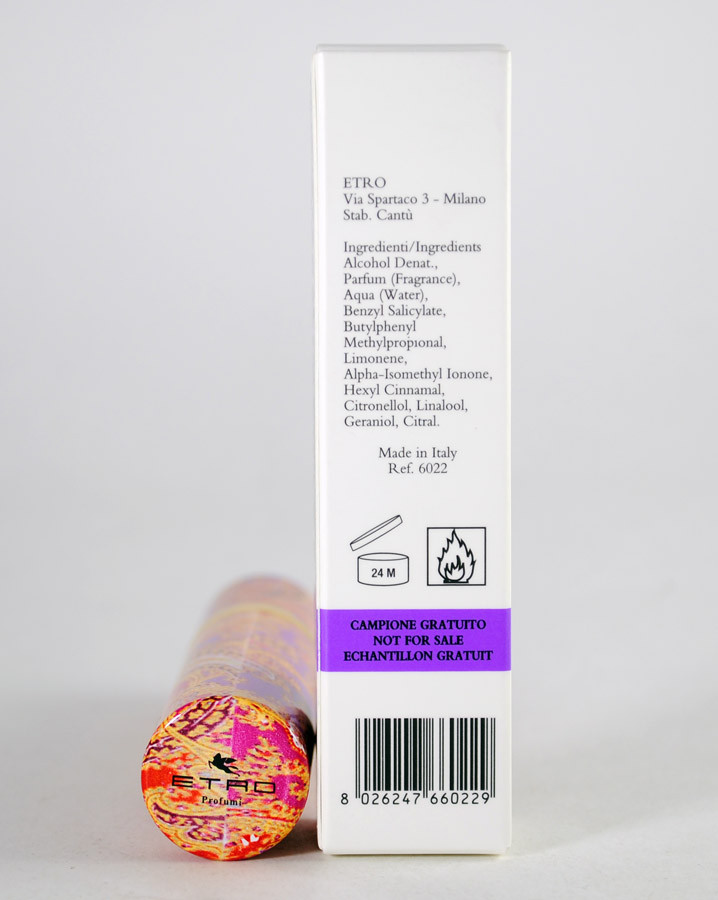 ETRO
Via Spartaco 3 - Milano
Stab. Cantù
Ingredienti/Ingredients
Alcohol Denat.,
Parfum (Fragrance),
Aqua (Water),
Benzyl Salicylate,
Butylphenyl
Methylpropional,
Limonene,
Alpha-Isomethyl Ionone,
Hexyl Cinnamal,
Citronellol, Linalool,
Geraniol, Citral.
Made in Italy
Ref. 6022
24 M
CAMPIONE GRATUITO
NOT FOR SALE
ECHANTILLON GRATUIT
8 026247 660229
ETRO
Profumi